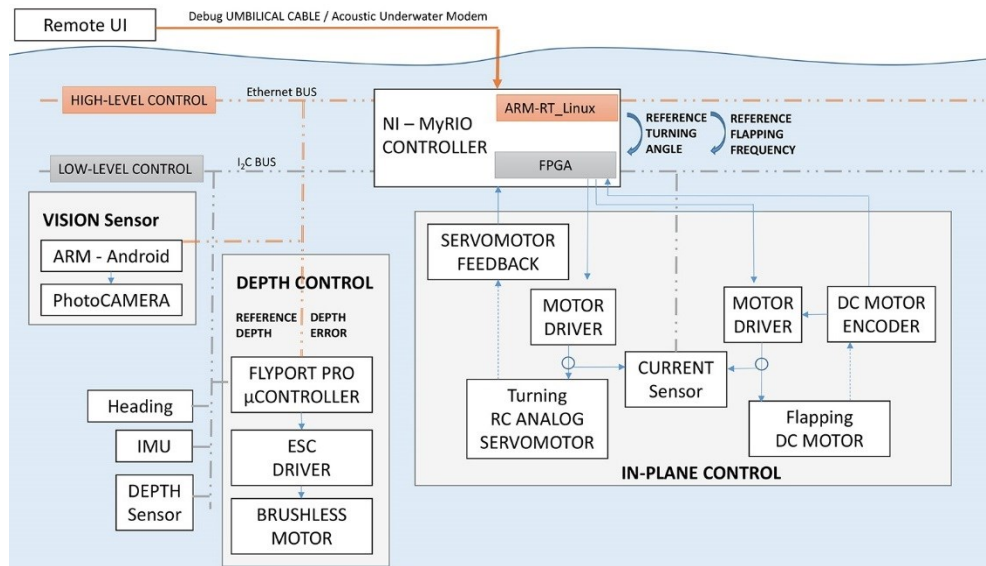 Remote UI
Debug UMBILICAL CABLE / Acoustic Underwater Modem
HIGH-LEVEL CONTROL
Ethernet BUS
NI – MyRIO
CONTROLLER
ARM-RT_Linux
FPGA
REFERENCE
TURNING
ANGLE
REFERENCE
FLAPPING
FREQUENCY
LOW-LEVEL CONTROL
I₂C BUS
VISION Sensor
ARM - Android
PhotoCAMERA
DEPTH CONTROL
REFERENCE
DEPTH
DEPTH
ERROR
FLYPORT PRO
µCONTROLLER
ESC
DRIVER
BRUSHLESS
MOTOR
Heading
IMU
DEPTH
Sensor
SERVOMOTOR
FEEDBACK
MOTOR
DRIVER
MOTOR
DRIVER
DC MOTOR
ENCODER
CURRENT
Sensor
Turning
RC ANALOG
SERVOMOTOR
Flapping
DC MOTOR
IN-PLANE CONTROL